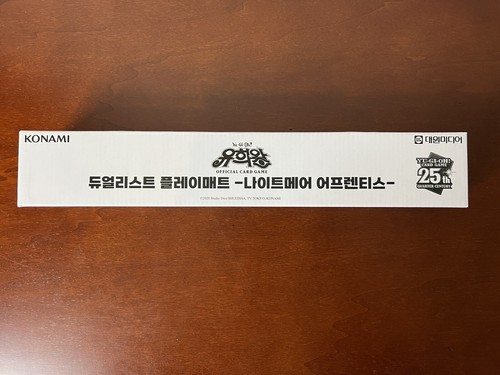 KONAMI
Yu-Gi-Oh!
유희왕
OFFICIAL CARD GAME
듀얼리스트 플레이매트 -나이트메어 어프렌티스-
대원미디어
YU-GI-OH!
CARD GAME
25th
QUARTER CENTURY